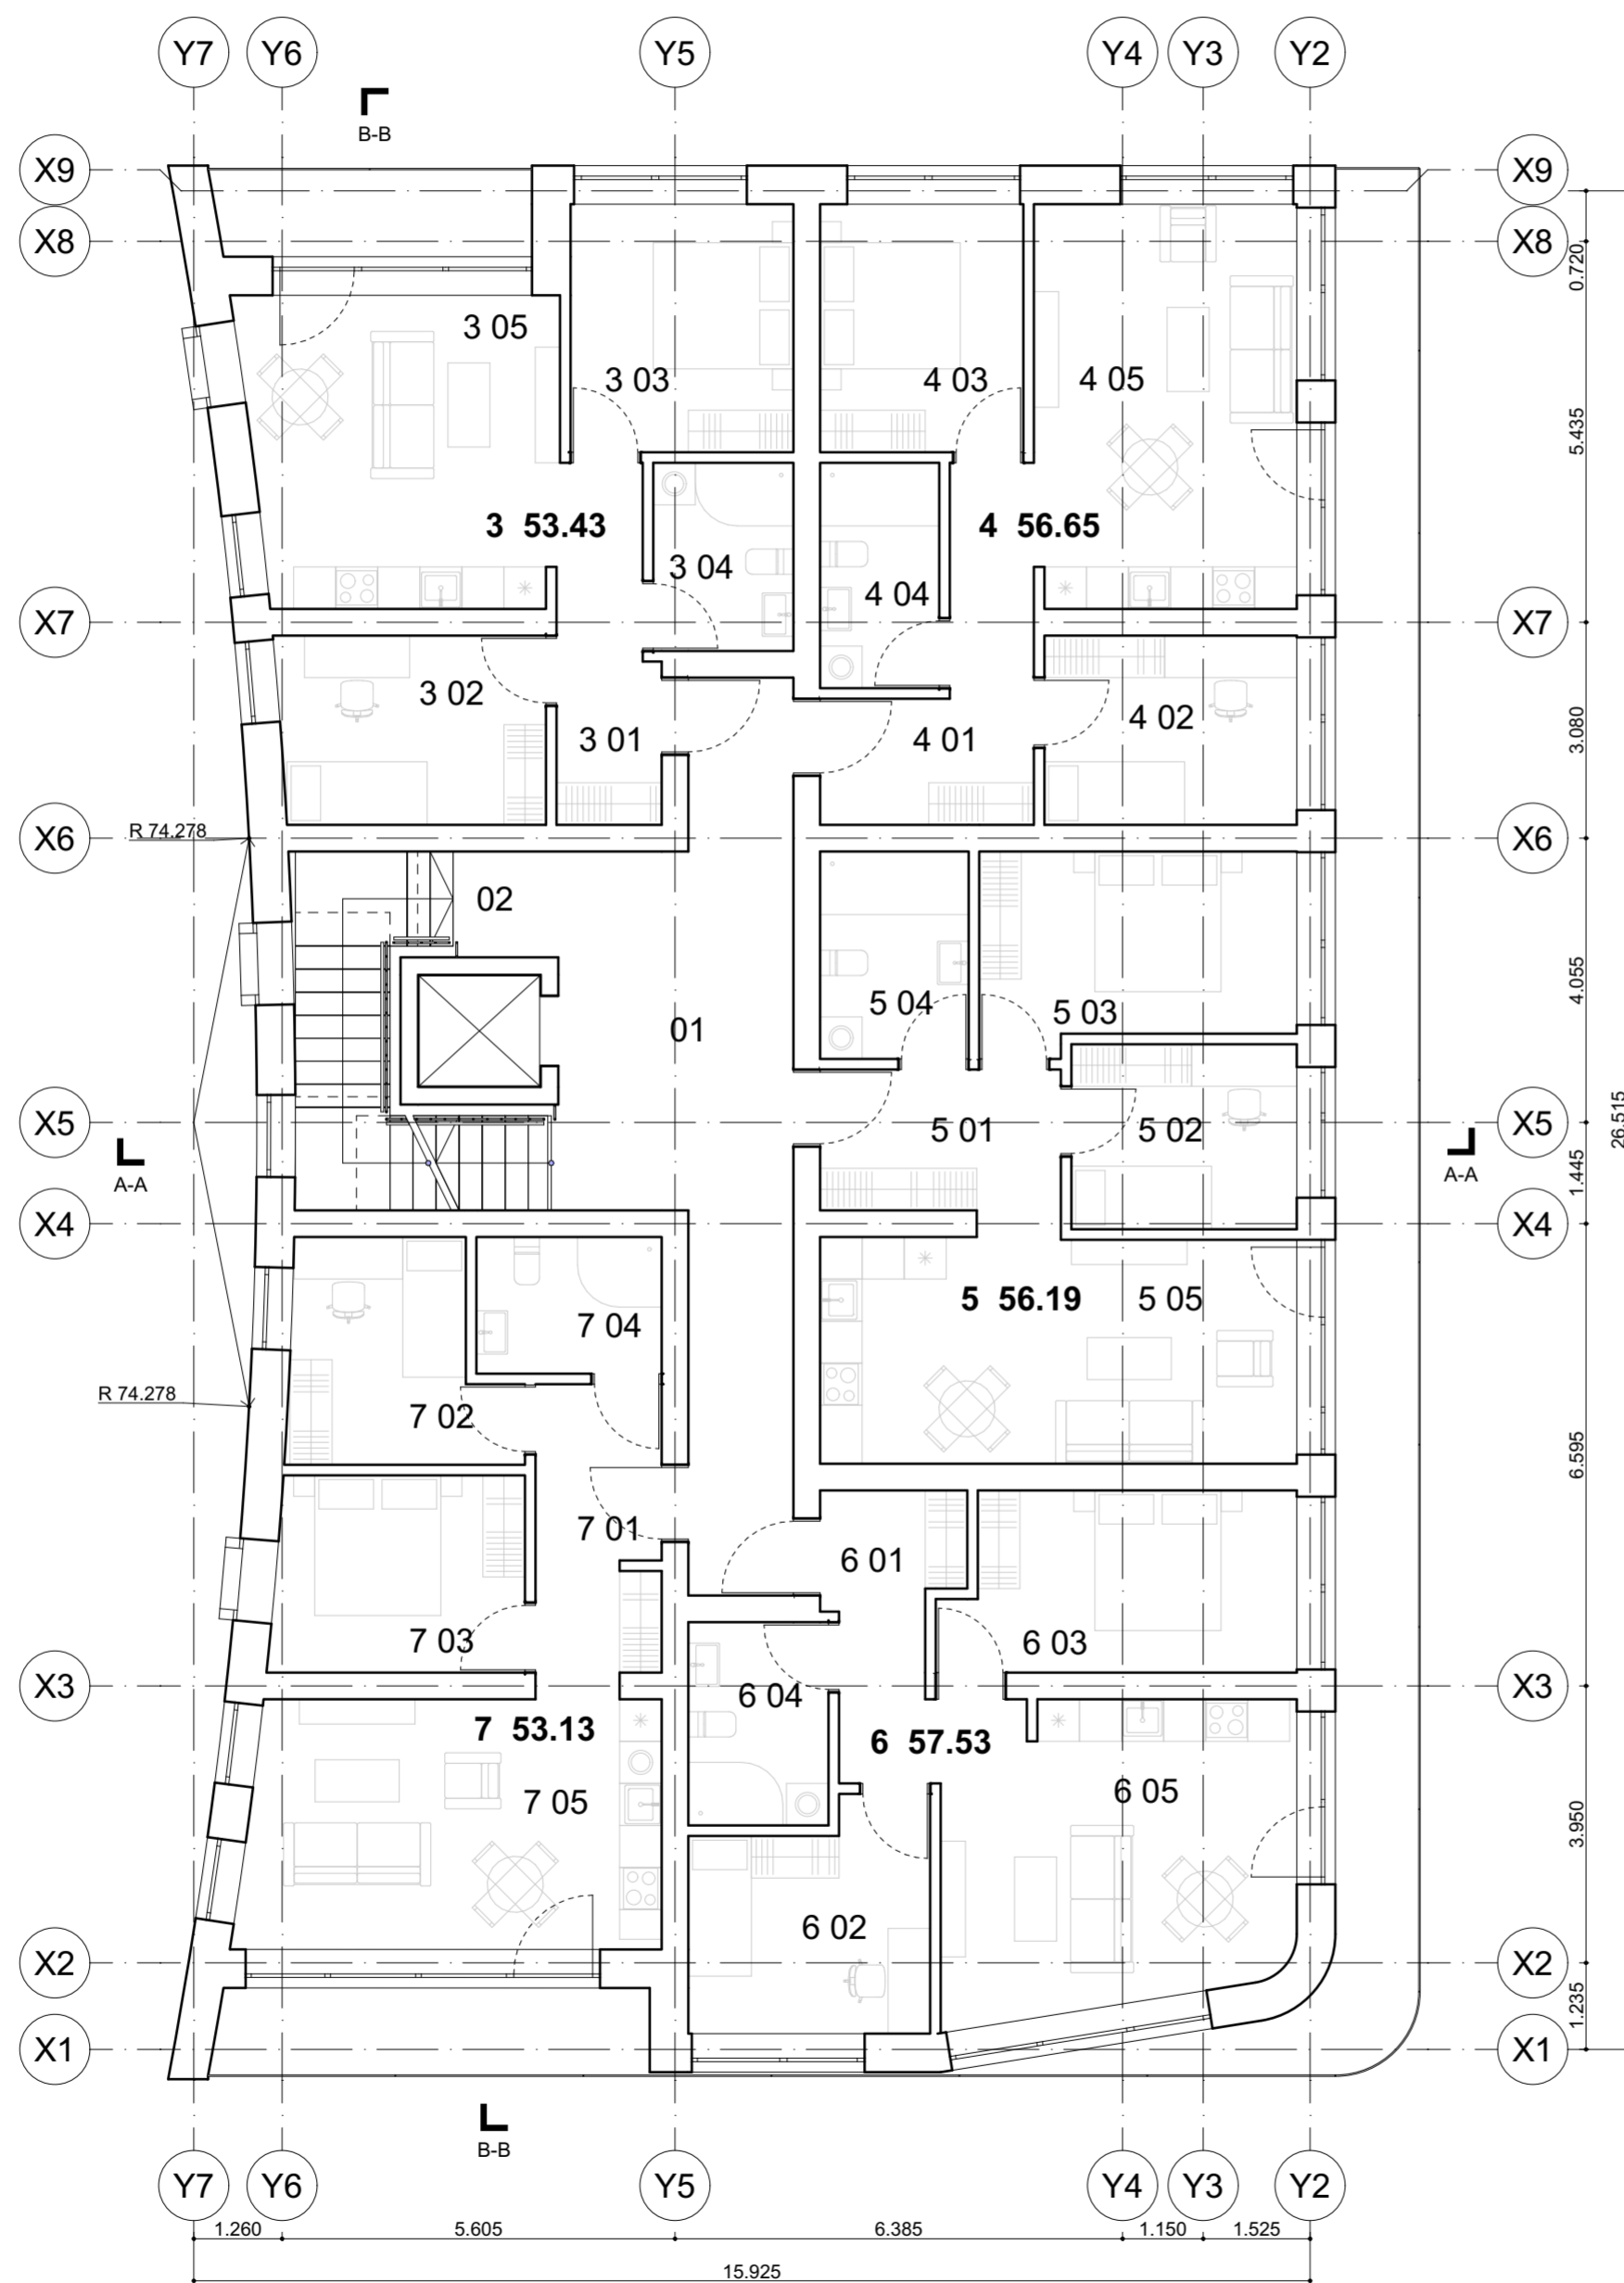 Y7 Y6 Y5 Y4 Y3 Y2
B-B
X9 X9
X8 X8
0.720
3 05
3 03 4 03 4 05
5.435
3 53.43 4 56.65
3 04
4 04
X7 X7
3 02
4 02
3 01 4 01
3.080
R 74.278
X6 X6
02
5 04
5 03
4.055
01
X5 X5
5 01 5 02
26.515
A-A A-A
1.445
X4 X4
5 56.19 5 05
7 04
R 74.278
7 02
6.595
7 01
6 01
7 03
6 03
X3 X3
6 04
7 53.13
6 57.53
7 05
6 05
3.950
6 02
X2 X2
1.235
X1 X1
B-B
Y7 Y6 Y5 Y4 Y3 Y2
1.260 5.605 6.385 1.150 1.525
15.925